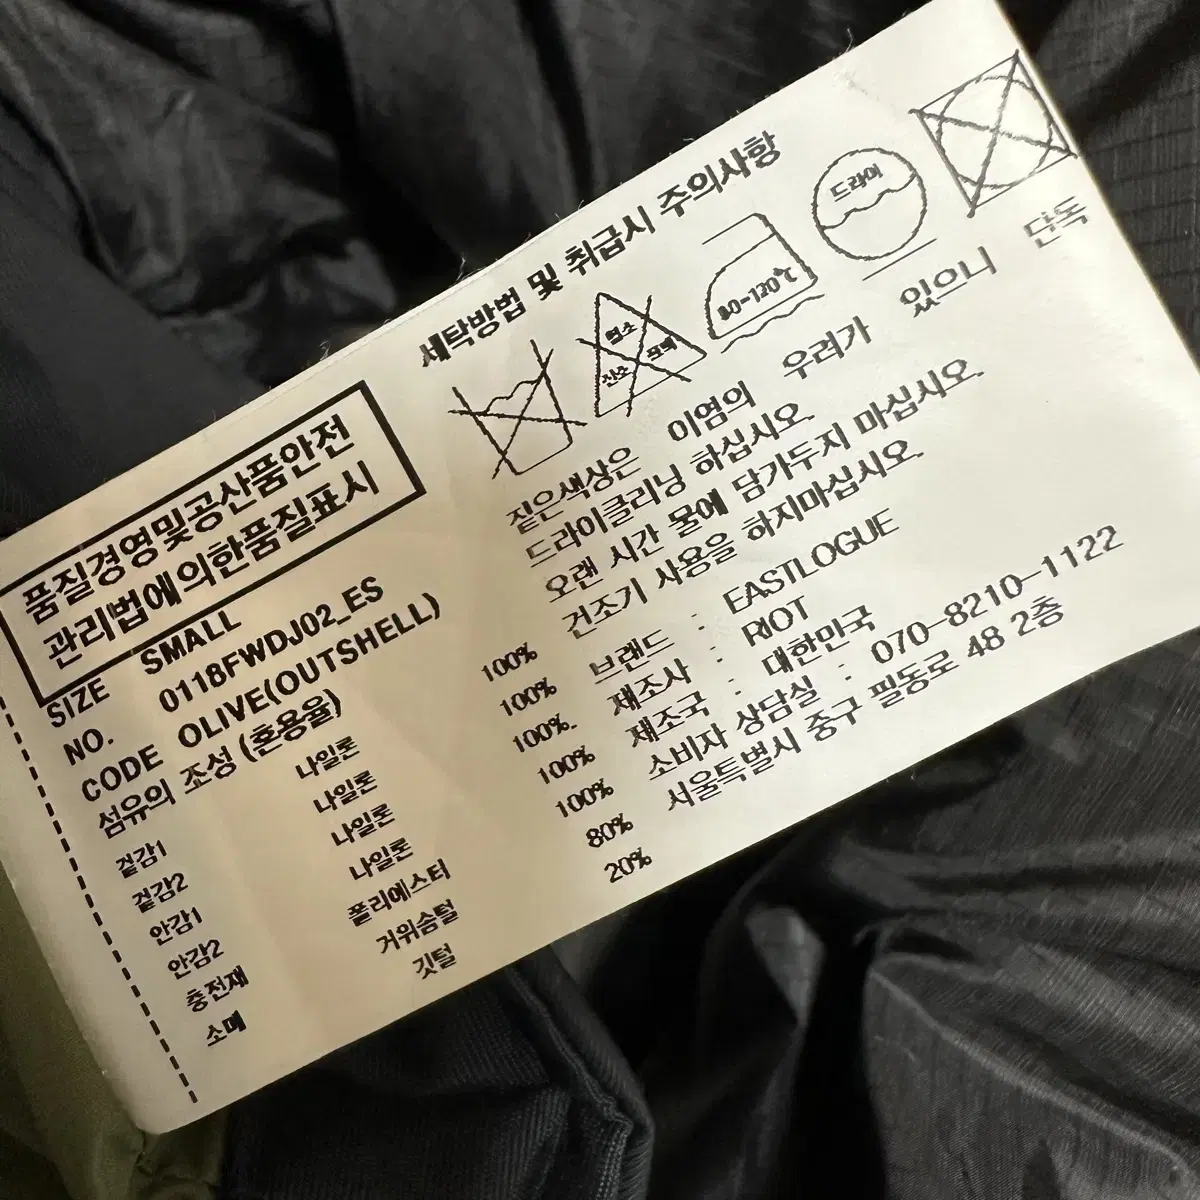 품질경영및공산품안전
관리법에의한품질표시
SIZE SMALL
NO. 0118FWDJ02_ES
CODE OLIVE(OUTSHELL)
섬유의 조성 (혼용율)
겉감1 나일론 100%
겉감2 나일론 100%
안감1 나일론 100%
안감2 나일론 100%
충전재 폴리에스터 100%
소매 거위솜털 80%
깃털 20%
세탁방법 및 취급시 주의사항
염소
산소 표백
80-120℃
드라이
짙은색상은 이염의 우려가 있으니 단독
드라이클리닝 하십시오.
오랜 시간 물에 담가두지 마십시오.
건조기 사용을 하지마십시오.
브랜드 : EASTLOGUE
제조사 : RIOT
제조국 : 대한민국
소비자 상담실 : 070-8210-1122
서울특별시 중구 필동로 48 2층